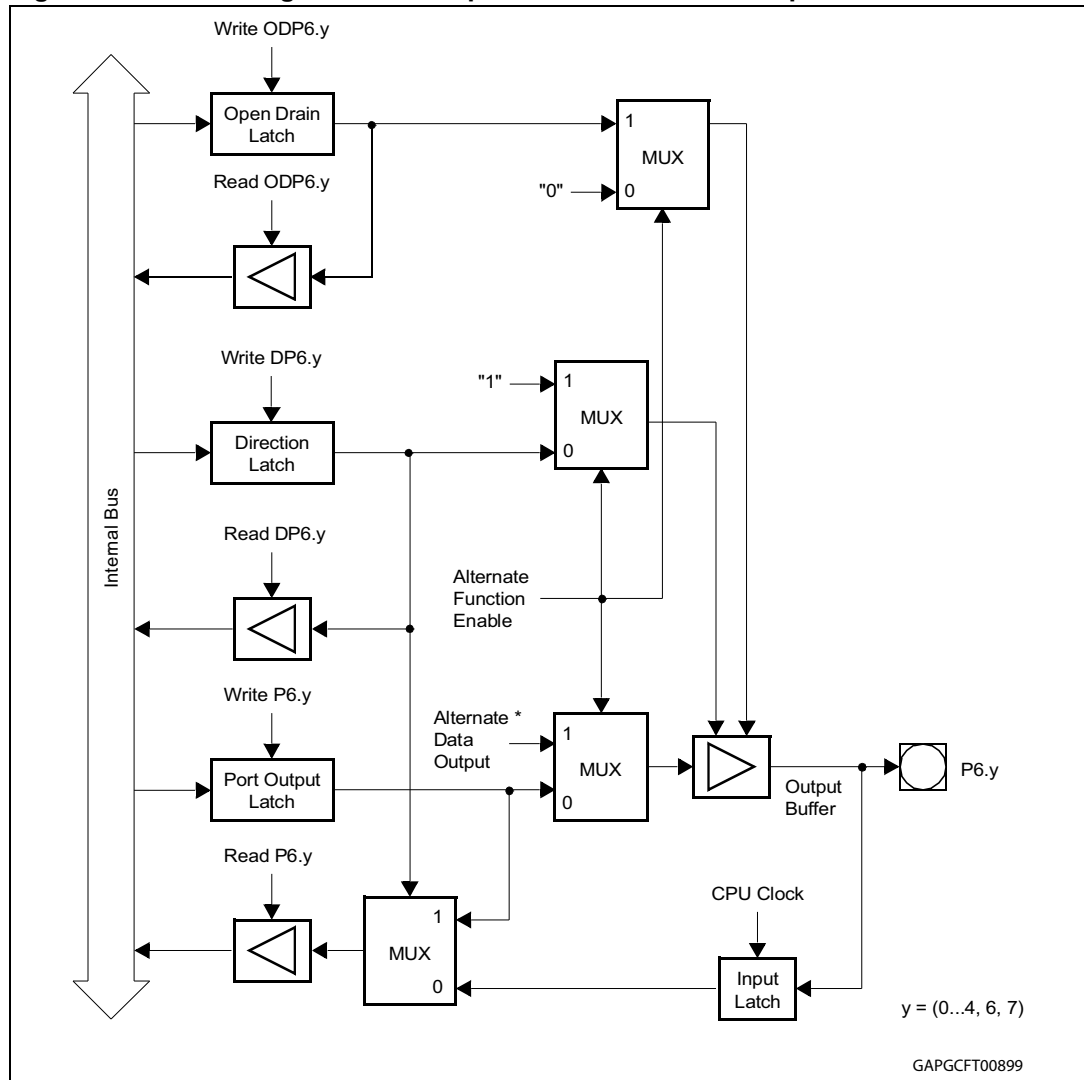 Write ODP6.y
Open Drain
Latch
1
MUX
"0"
0
Read ODP6.y
Write DP6.y
"1"
1
MUX
Direction
Latch
0
Internal Bus
Read DP6.y
Alternate
Function
Enable
Write P6.y
Alternate *
Data
Output
1
MUX
Port Output
Latch
0
Output
Buffer
P6.y
Read P6.y
CPU Clock
1
MUX
0
Input
Latch
y = (0...4, 6, 7)
GAPGCFT00899